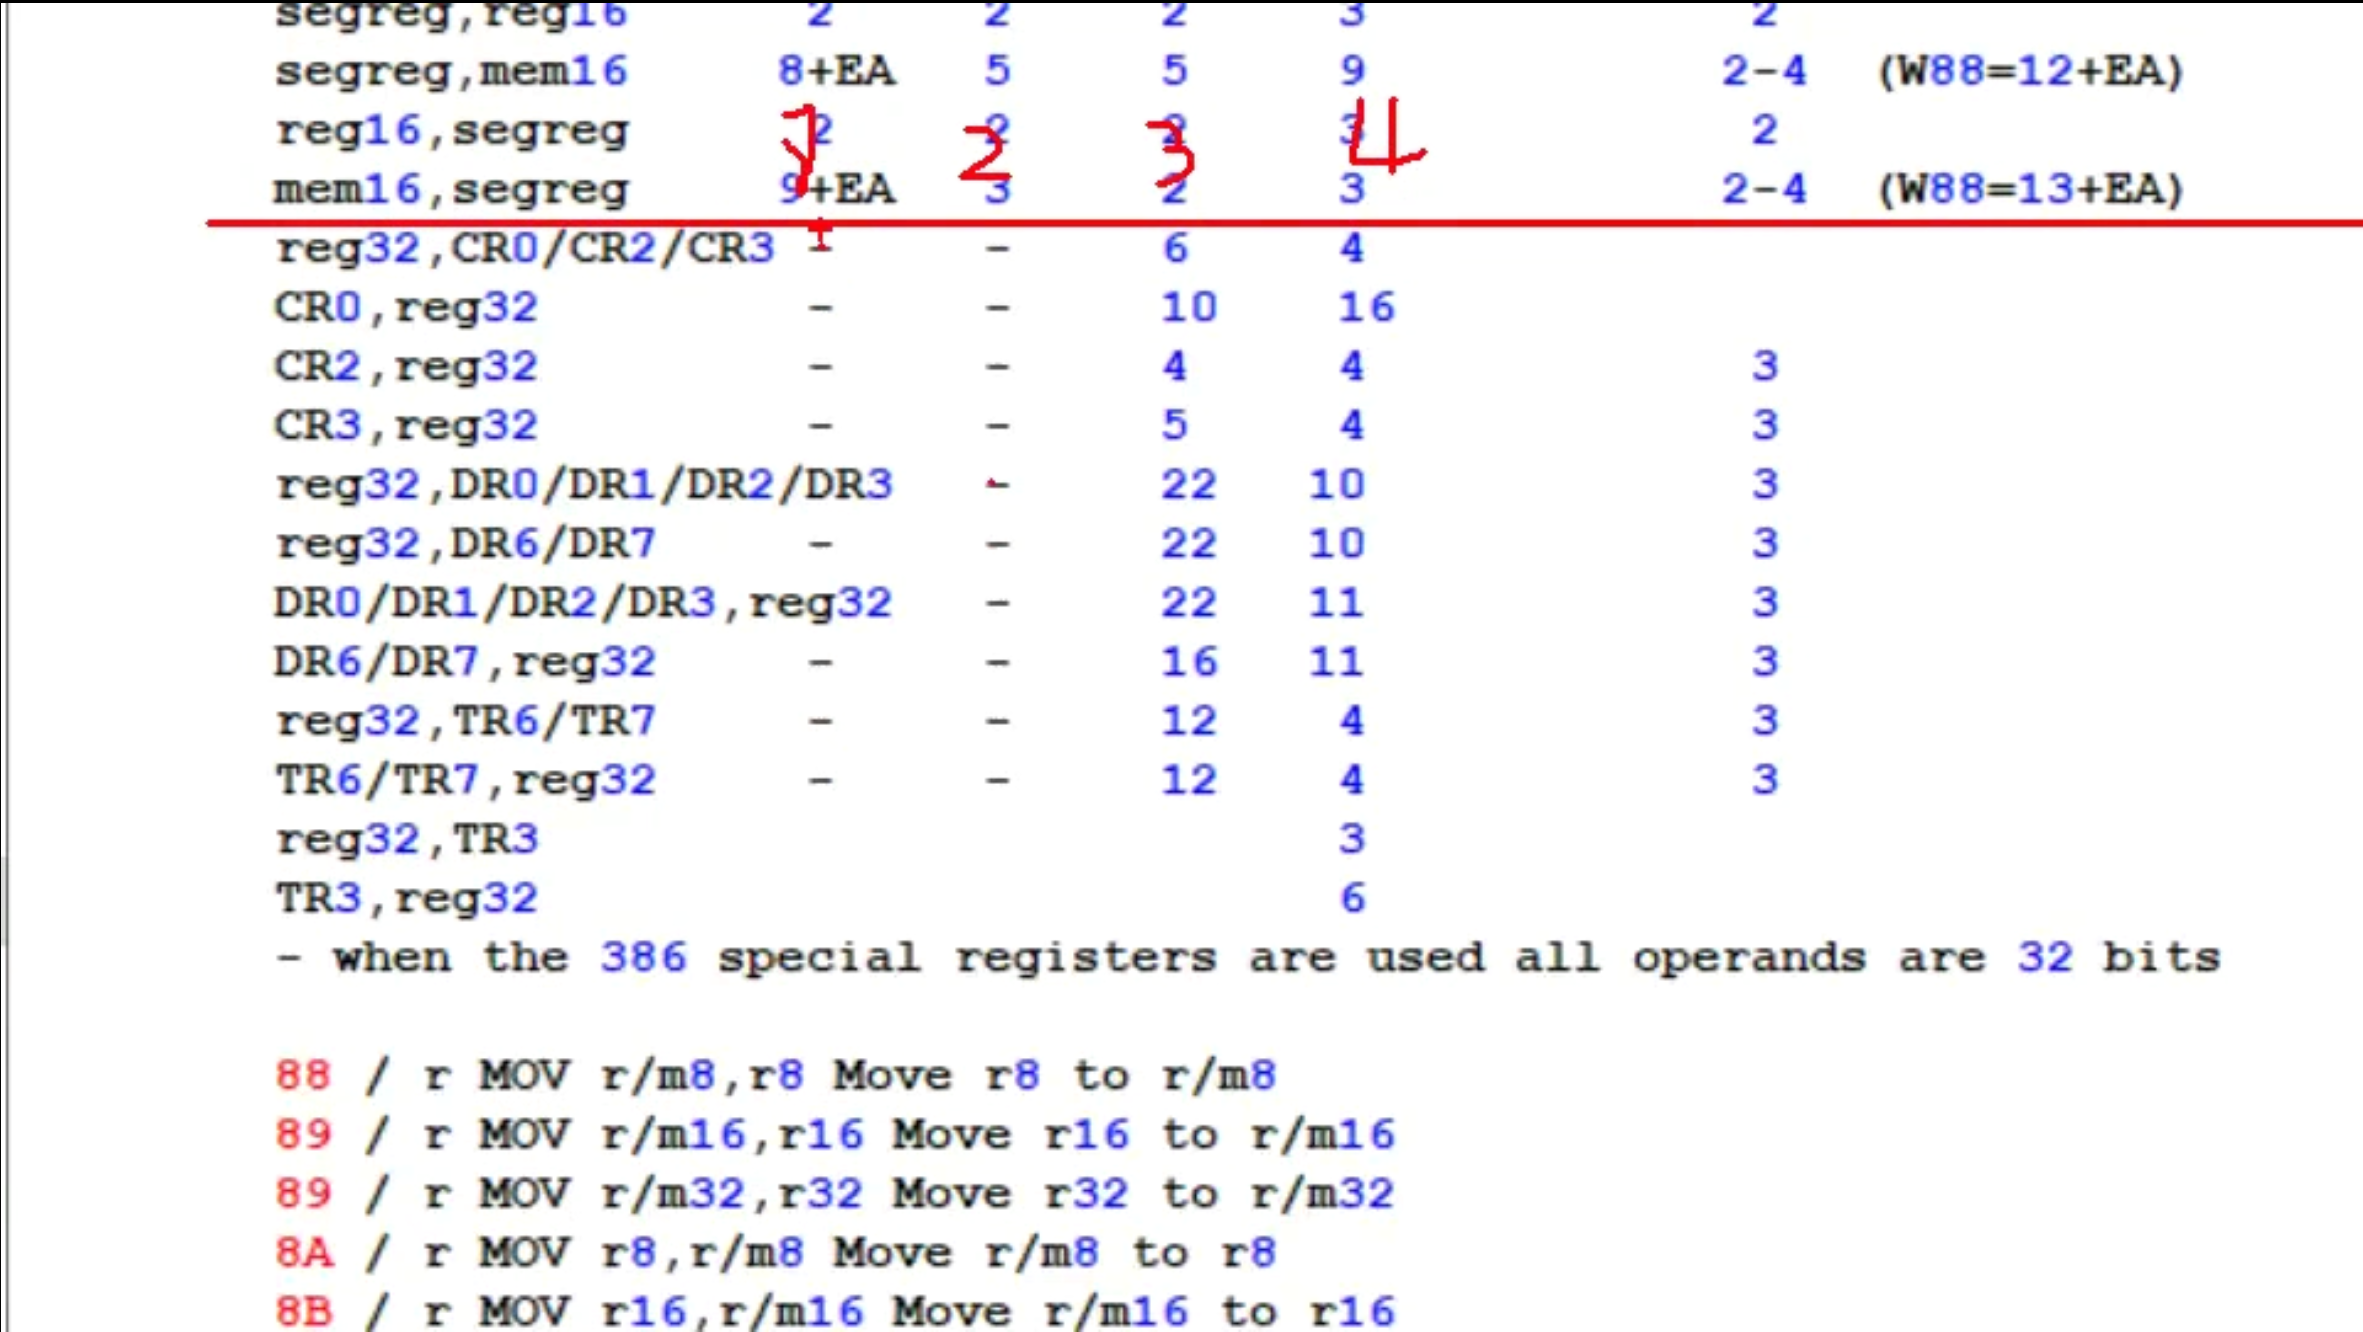 segreg,reg16 2 2 2 3 2
segreg,mem16 8+EA 5 5 9 2-4 (W88=12+EA)
reg16,segreg 2 2 2 3 2
2 3 4
mem16,segreg 9+EA 3 2 3 2-4 (W88=13+EA)
reg32,CR0/CR2/CR3 - - 6 4
CR0,reg32 - - 10 16
CR2,reg32 - - 4 4 3
CR3,reg32 - - 5 4 3
reg32,DR0/DR1/DR2/DR3 - 22 10 3
reg32,DR6/DR7 - - 22 10 3
DR0/DR1/DR2/DR3,reg32 - 22 11 3
DR6/DR7,reg32 - - 16 11 3
reg32,TR6/TR7 - - 12 4 3
TR6/TR7,reg32 - - 12 4 3
reg32,TR3 3
TR3,reg32 6
- when the 386 special registers are used all operands are 32 bits
88 / r MOV r/m8,r8 Move r8 to r/m8
89 / r MOV r/m16,r16 Move r16 to r/m16
89 / r MOV r/m32,r32 Move r32 to r/m32
8A / r MOV r8,r/m8 Move r/m8 to r8
8B / r MOV r16,r/m16 Move r/m16 to r16